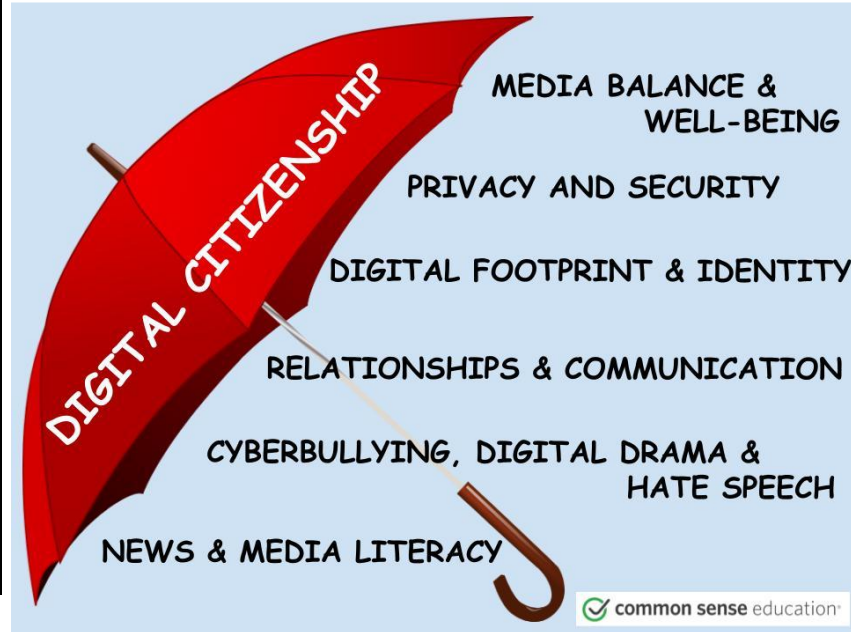 DIGITAL CITIZENSHIP
MEDIA BALANCE &
WELL-BEING
PRIVACY AND SECURITY
DIGITAL FOOTPRINT & IDENTITY
RELATIONSHIPS & COMMUNICATION
CYBERBULLYING, DIGITAL DRAMA &
HATE SPEECH
NEWS & MEDIA LITERACY
common sense education